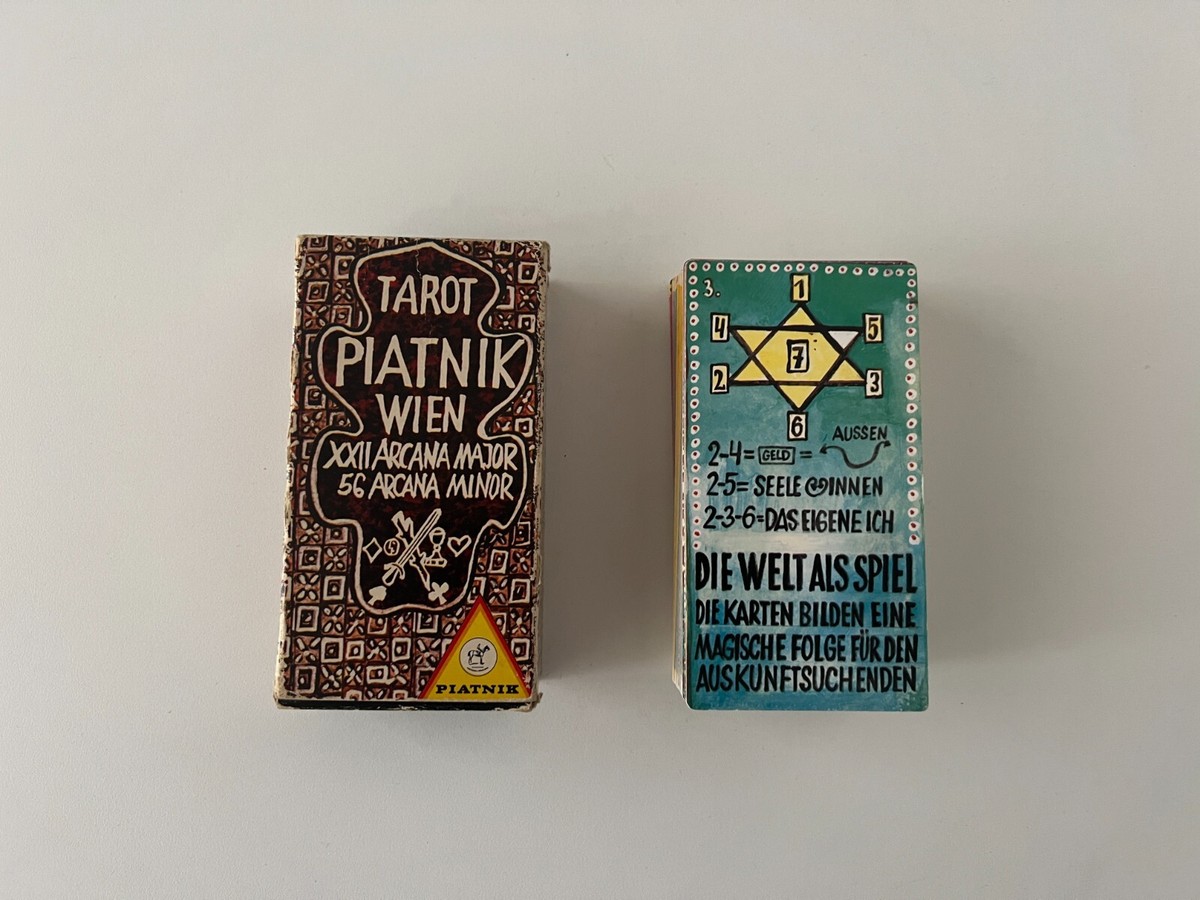 TAROT
PIATNIK
WIEN
XXII ARCANA MAJOR
56 ARCANA MINOR
PIATNIK
3.
1
4
5
7
2
3
6
AUSSEN
2-4= GELD =
2-5= SEELE INNEN
2-3-6=DAS EIGENE ICH
DIE WELT ALS SPIEL
DIE KARTEN BILDEN EINE
MAGISCHE FOLGE FÜR DEN
AUSKUNFTSUCHENDEN